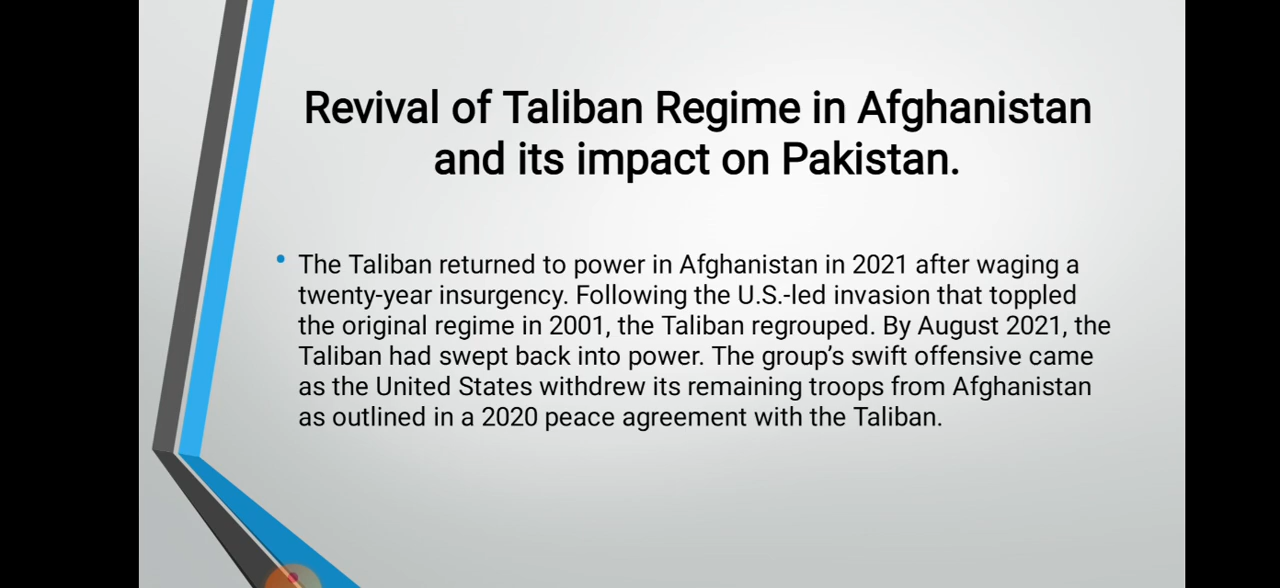 Revival of Taliban Regime in Afghanistan
and its impact on Pakistan.
• The Taliban returned to power in Afghanistan in 2021 after waging a
twenty-year insurgency. Following the U.S.-led invasion that toppled
the original regime in 2001, the Taliban regrouped. By August 2021, the
Taliban had swept back into power. The group’s swift offensive came
as the United States withdrew its remaining troops from Afghanistan
as outlined in a 2020 peace agreement with the Taliban.